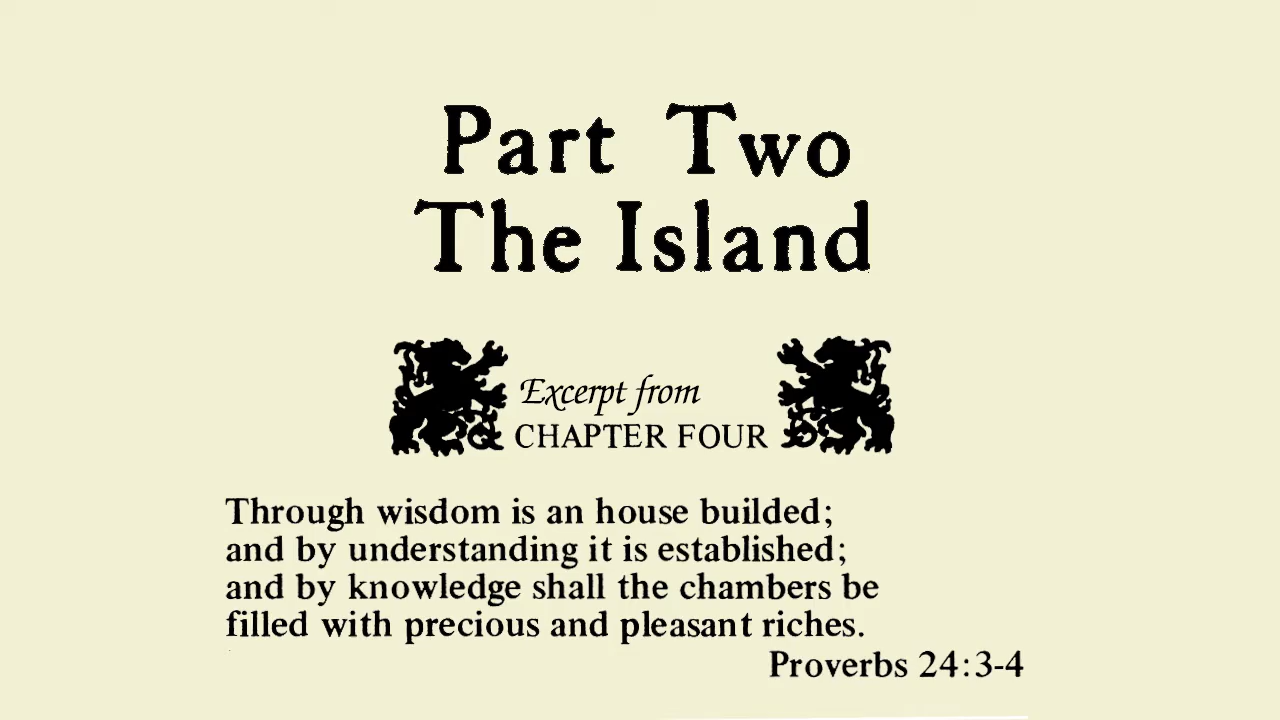 Part Two
The Island
Excerpt from
CHAPTER FOUR
Through wisdom is an house builded;
and by understanding it is established;
and by knowledge shall the chambers be
filled with precious and pleasant riches.
Proverbs 24:3-4